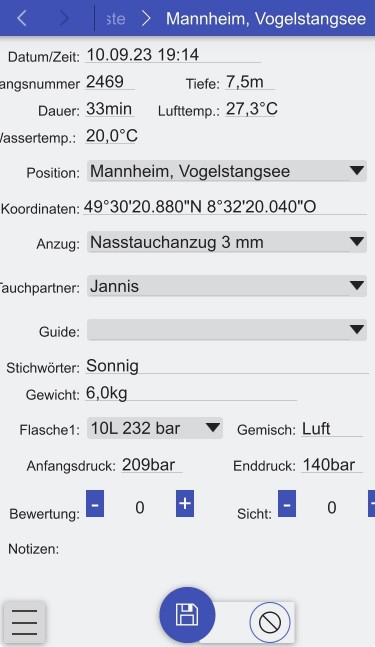 ste > Mannheim, Vogelstangsee
Datum/Zeit: 10.09.23 19:14
angsnummer 2469 Tiefe: 7,5m
Dauer: 33min Lufttemp.: 27,3°C
Wassertemp.: 20,0°C
Position: Mannheim, Vogelstangsee
Koordinaten: 49°30'20.880"N 8°32'20.040"O
Anzug: Nasstauchanzug 3 mm
Tauchpartner: Jannis
Guide:
Stichwörter: Sonnig
Gewicht: 6,0kg
Flasche1: 10L 232 bar Gemisch: Luft
Anfangsdruck: 209bar Enddruck: 140bar
Bewertung: - 0 + Sicht: - 0 +
Notizen: